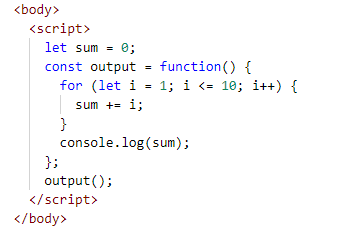 <body>
  <script>
    let sum = 0;
    const output = function() {
      for (let i = 1; i <= 10; i++) {
        sum += i;
      }
      console.log(sum);
    };
    output();
  </script>
</body>